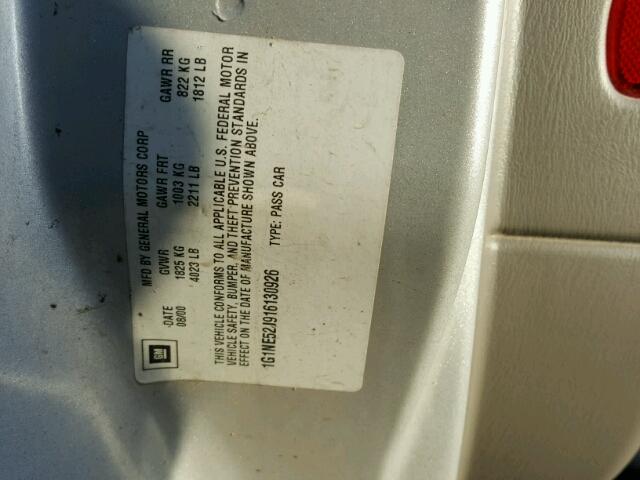 MFD BY GENERAL MOTORS CORP
DATE GVWR GAWR FRT GAWR RR
08/00 1825 KG 1003 KG 822 KG
4023 LB 2211 LB 1812 LB
THIS VEHICLE CONFORMS TO ALL APPLICABLE U.S. FEDERAL MOTOR
VEHICLE SAFETY, BUMPER, AND THEFT PREVENTION STANDARDS IN
EFFECT ON THE DATE OF MANUFACTURE SHOWN ABOVE.
1G1NE52J916130926 TYPE: PASS CAR
GM